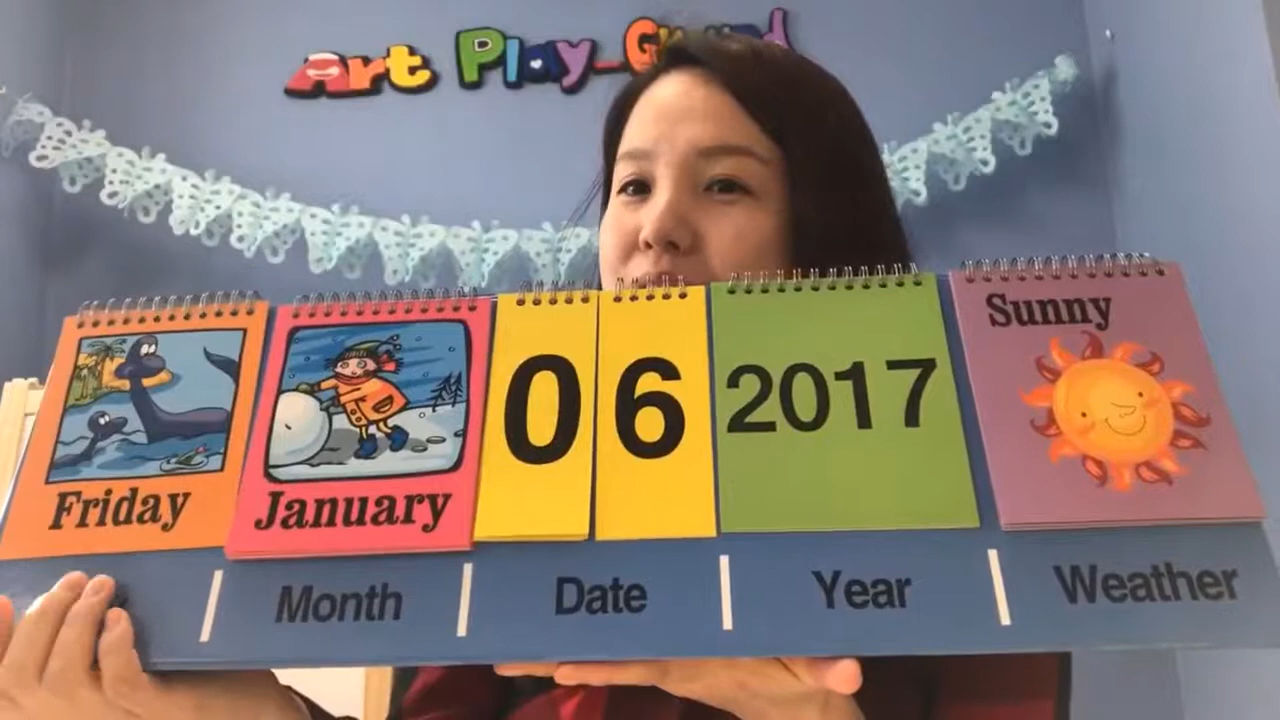 Art Play-
Sunny
06 2017
Friday January
Month Date Year Weather